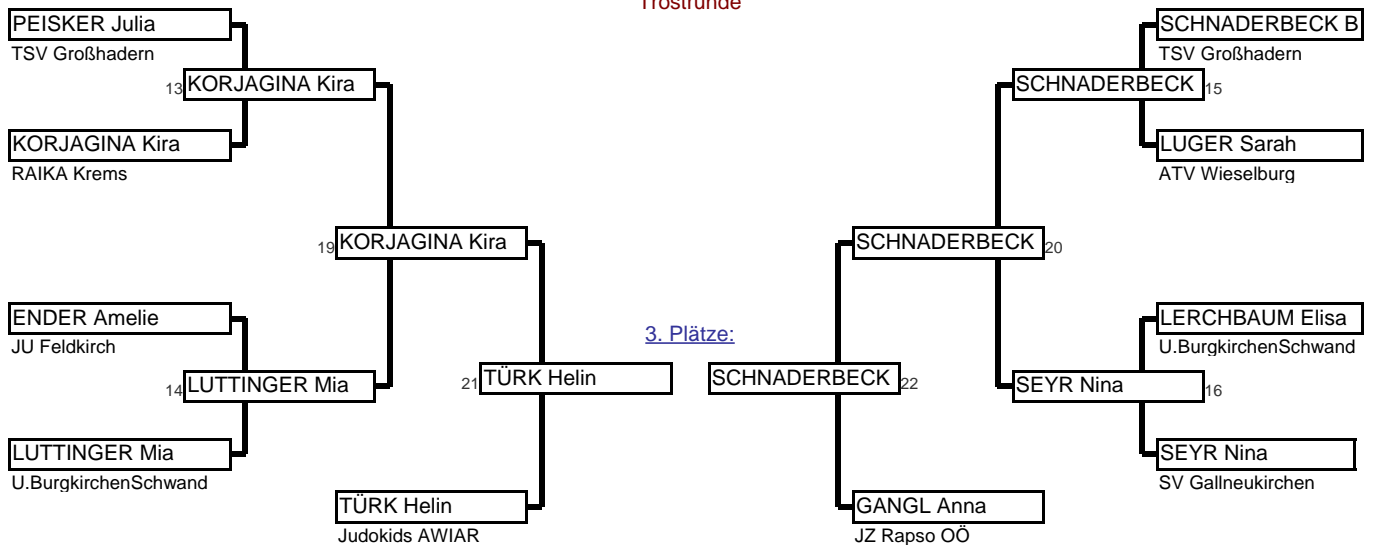 Trostrunde
PEISKER Julia
TSV Großhadern
13 KORJAGINA Kira
KORJAGINA Kira
RAIKA Krems
19 KORJAGINA Kira
ENDER Amelie
JU Feldkirch
14 LUTTINGER Mia
LUTTINGER Mia
U.BurgkirchenSchwand
21 TÜRK Helin
TÜRK Helin
Judokids AWIAR
3. Plätze:
SCHNADERBECK B
TSV Großhadern
SCHNADERBECK 15
LUGER Sarah
ATV Wieselburg
SCHNADERBECK 20
LERCHBAUM Elisa
U.BurgkirchenSchwand
SEYR Nina 16
SEYR Nina
SV Gallneukirchen
SCHNADERBECK 22
GANGL Anna
JZ Rapso OÖ